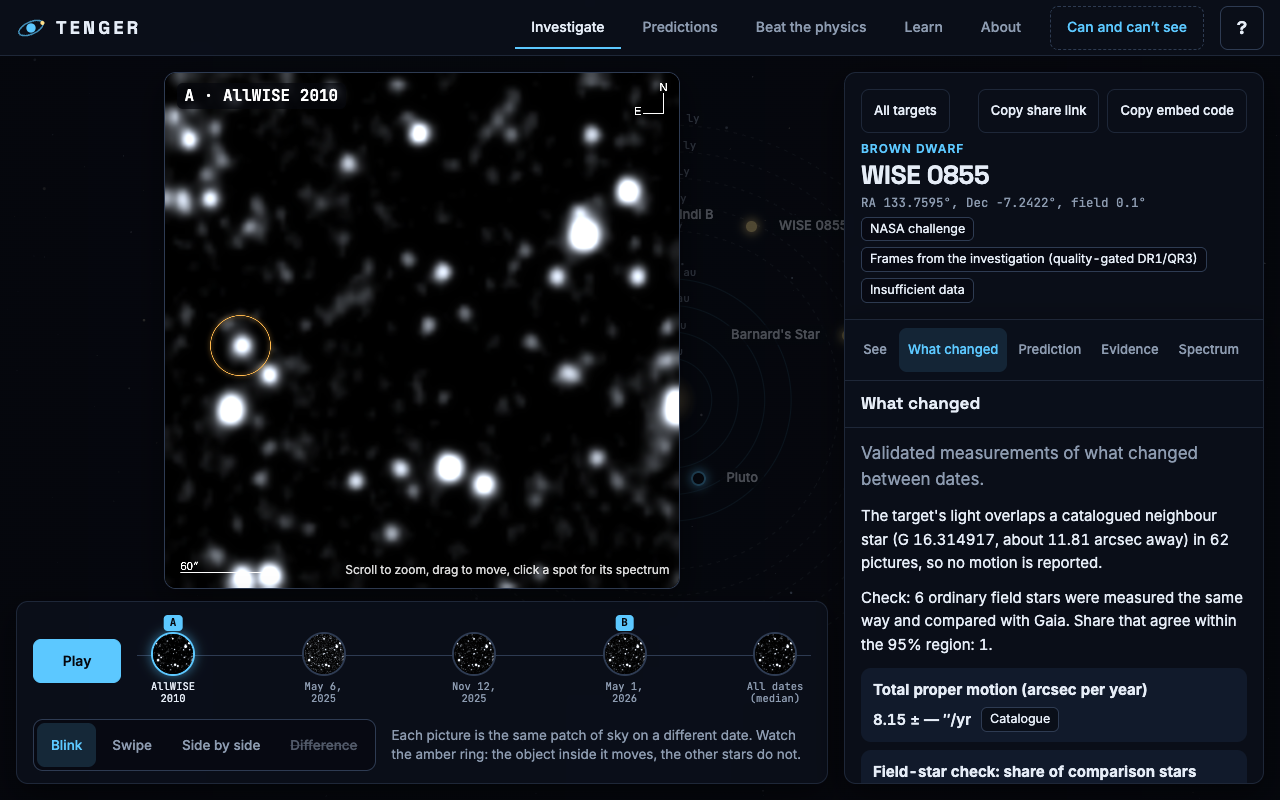 TENGER
Investigate
Predictions
Beat the physics
Learn
About
Can and can't see
?
A · AllWISE 2010
N
E
60″
Scroll to zoom, drag to move, click a spot for its spectrum
ly
ly
ly
y
Indi B
WISE 0855
au
au
u
Barnard's Star
Pluto
All targets
Copy share link
Copy embed code
BROWN DWARF
WISE 0855
RA 133.7595°, Dec -7.2422°, field 0.1°
NASA challenge
Frames from the investigation (quality-gated DR1/QR3)
Insufficient data
See
What changed
Prediction
Evidence
Spectrum
What changed
Validated measurements of what changed
between dates.
The target's light overlaps a catalogued neighbour
star (G 16.314917, about 11.81 arcsec away) in 62
pictures, so no motion is reported.
Check: 6 ordinary field stars were measured the same
way and compared with Gaia. Share that agree within
the 95% region: 1.
Total proper motion (arcsec per year)
8.15 ± — ″/yr
Catalogue
Field-star check: share of comparison stars
Play
A
AllWISE
2010
May 6,
2025
Nov 12,
2025
B
May 1,
2026
All dates
(median)
Blink
Swipe
Side by side
Difference
Each picture is the same patch of sky on a different date. Watch
the amber ring: the object inside it moves, the other stars do not.